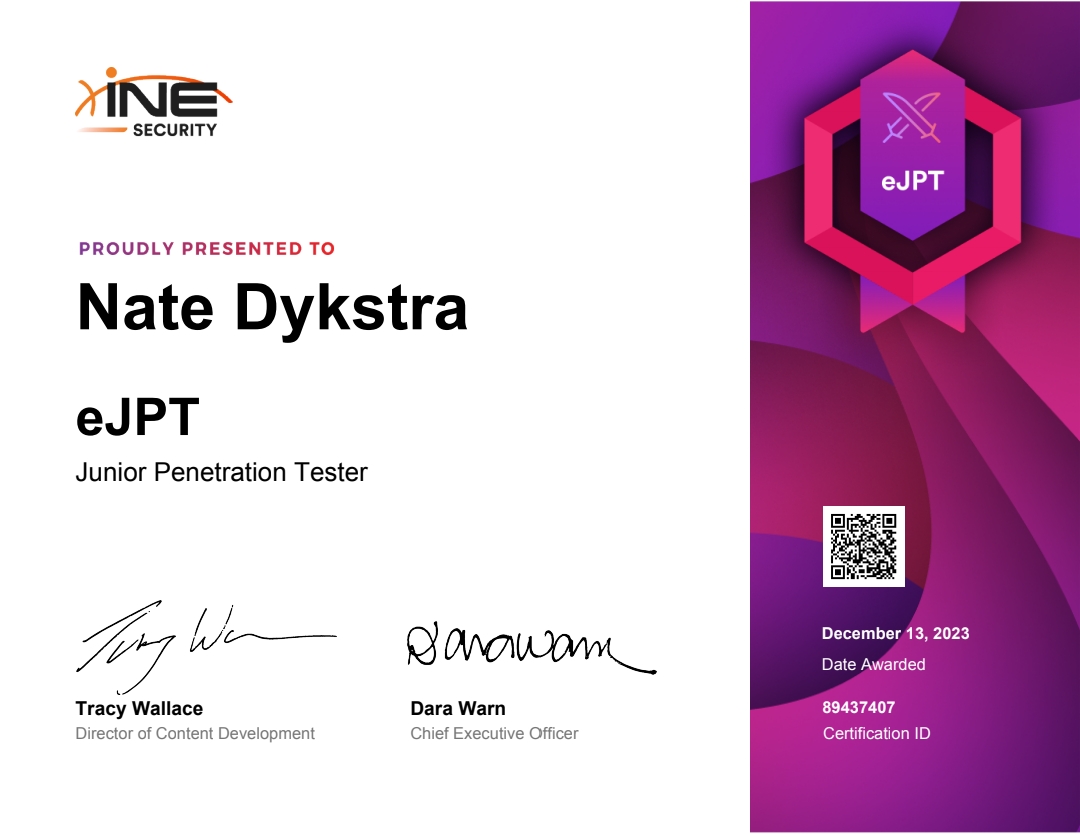 iNE
SECURITY
PROUDLY PRESENTED TO
Nate Dykstra
eJPT
Junior Penetration Tester
Tracy Wallace
Director of Content Development
Dara Warn
Chief Executive Officer
eJPT
December 13, 2023
Date Awarded
89437407
Certification ID